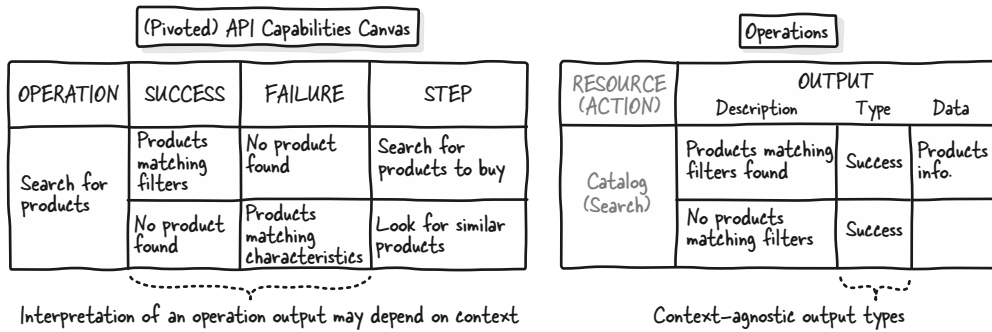 (Pivoted) API Capabilities Canvas
OPERATION
SUCCESS
FAILURE
STEP
Search for
products
Products
matching
filters
No product
found
Search for
products to buy
No product
found
Products
matching
characteristics
Look for similar
products
Interpretation of an operation output may depend on context
Operations
RESOURCE
(ACTION)
OUTPUT
Description
Type
Data
Catalog
(Search)
Products matching
filters found
Success
Products
info.
No products
matching filters
Success
Context-agnostic output types